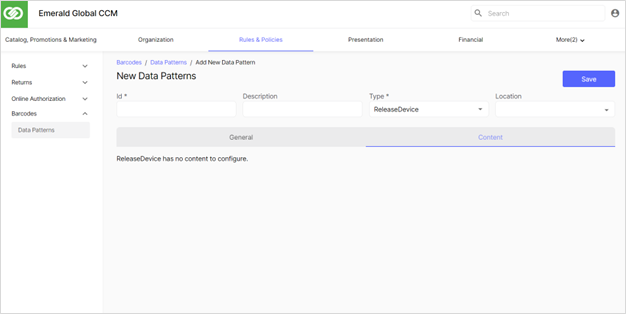 Emerald Global CCM
Search
Catalog, Promotions & Marketing Organization Rules & Policies Presentation Financial More(2)
Rules
Returns
Online Authorization
Barcodes
Data Patterns
Barcodes / Data Patterns / Add New Data Pattern
New Data Patterns
Save
Id * Description Type * Location
ReleaseDevice
General Content
ReleaseDevice has no content to configure.